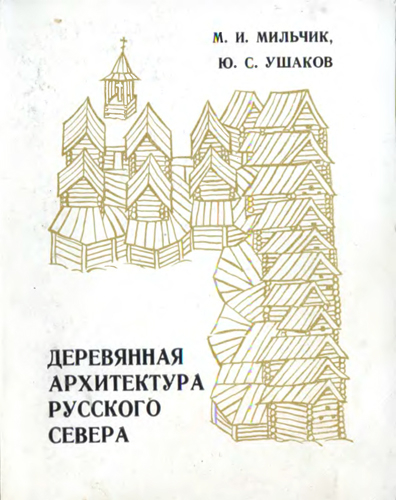 М. И. МИЛЬЧИК,
Ю. С. УШАКОВ
ДЕРЕВЯННАЯ
АРХИТЕКТУРА
РУССКОГО
СЕВЕРА